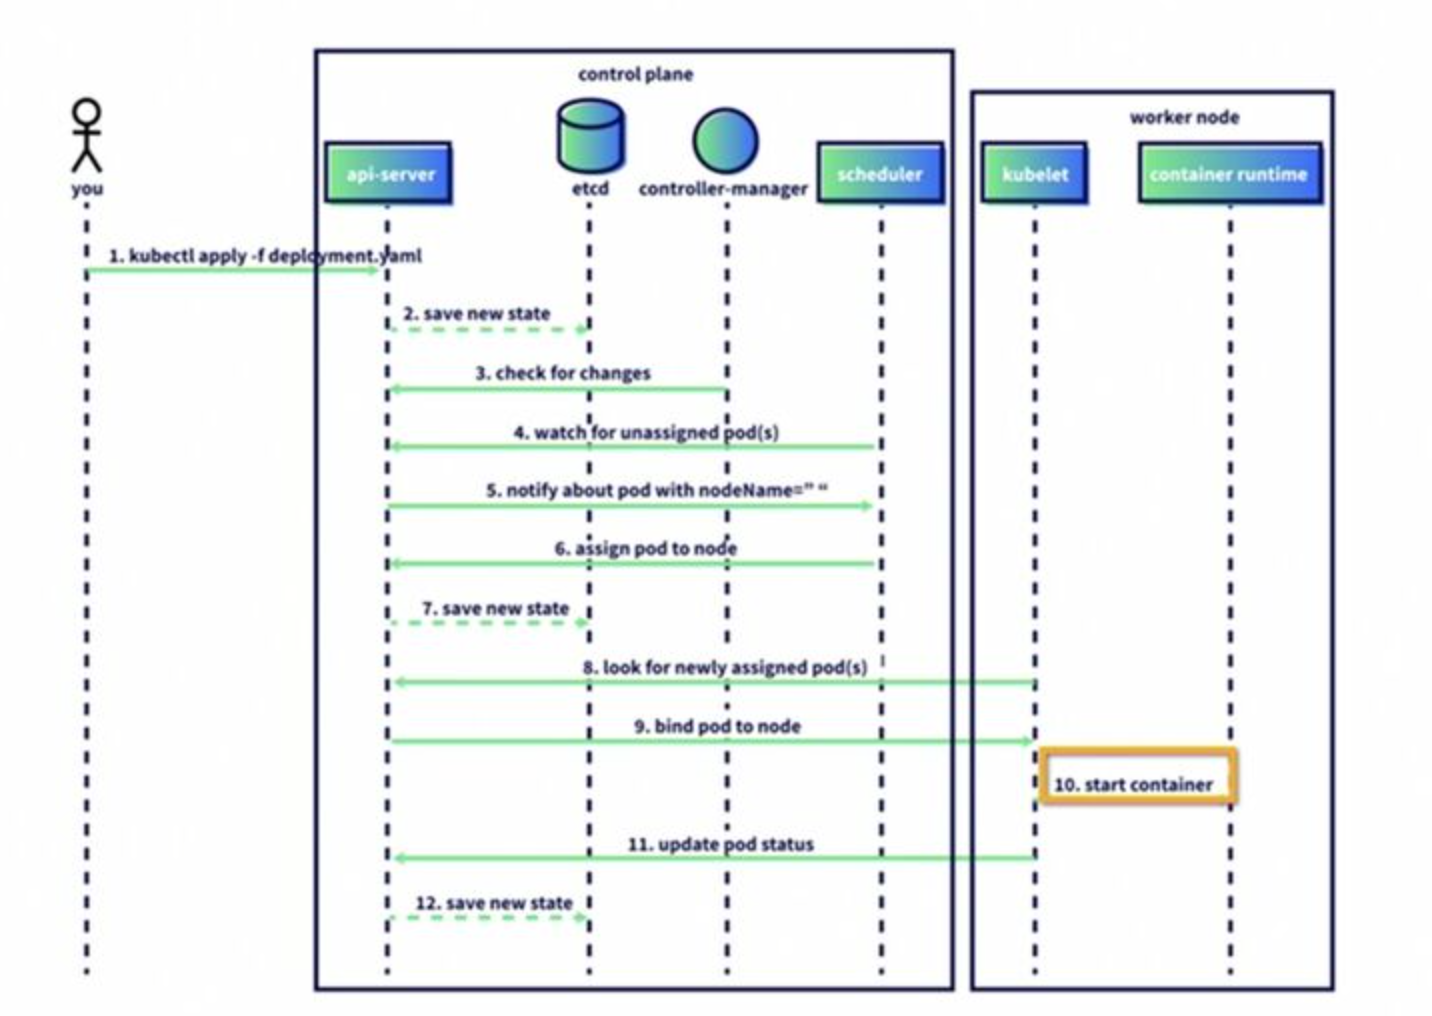 control plane
worker node
you
api-server
etcd
controller-manager
scheduler
kubelet
container runtime
1. kubectl apply -f deployment.yaml
2. save new state
3. check for changes
4. watch for unassigned pod(s)
5. notify about pod with nodeName=” “
6. assign pod to node
7. save new state
8. look for newly assigned pod(s)
9. bind pod to node
10. start container
11. update pod status
12. save new state